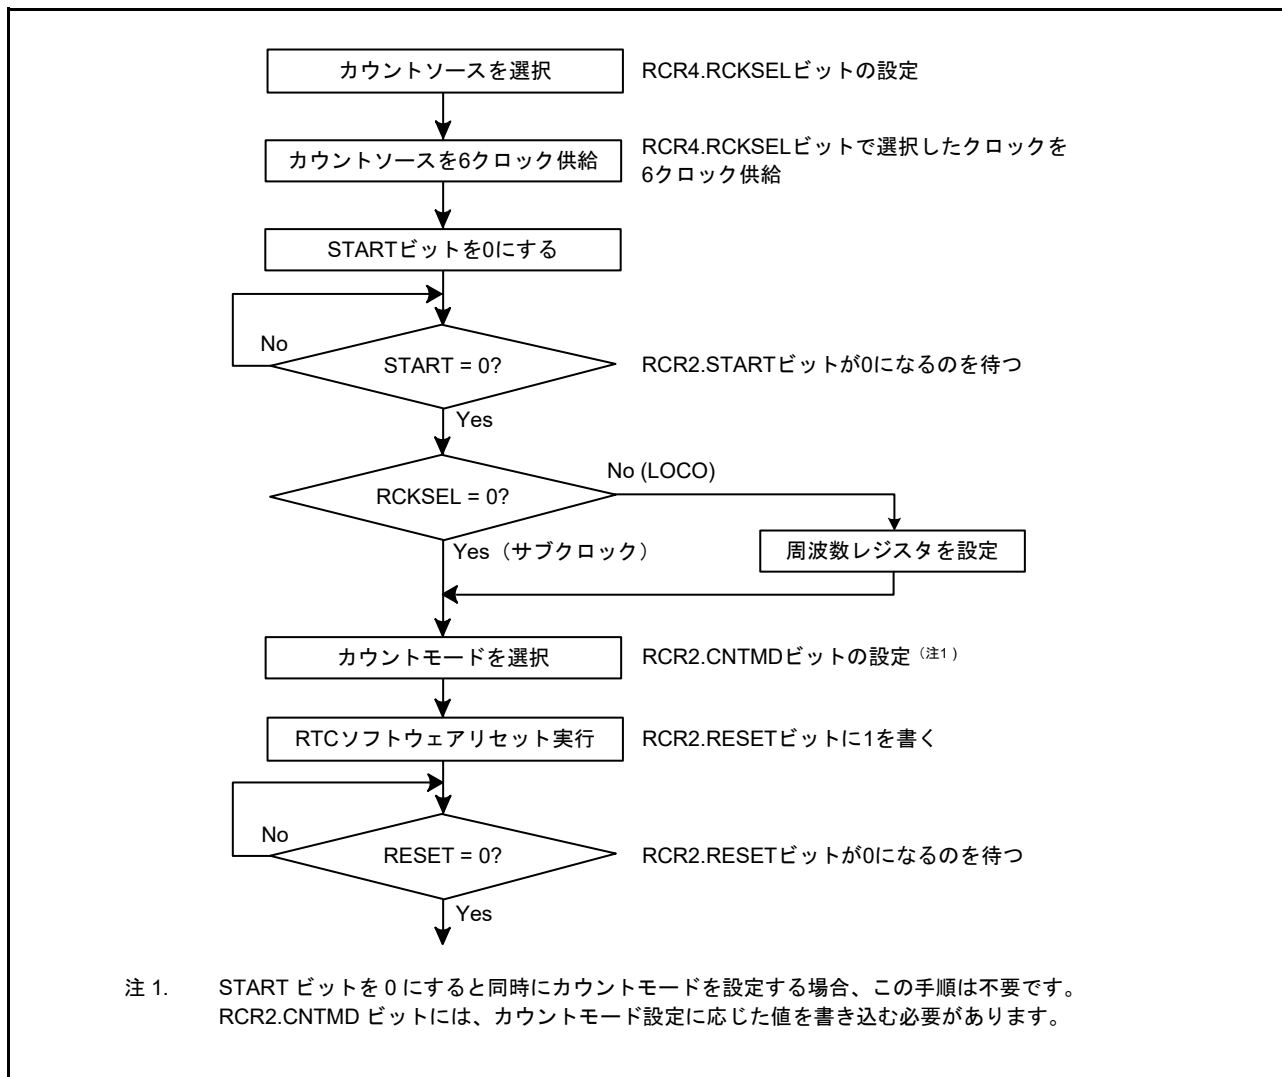 カウントソースを選択
RCR4.RCKSELビットの設定
カウントソースを6クロック供給
RCR4.RCKSELビットで選択したクロックを
6クロック供給
STARTビットを0にする
No
START = 0?
RCR2.STARTビットが0になるのを待つ
Yes
No (LOCO)
RCKSEL = 0?
周波数レジスタを設定
Yes（サブクロック）
カウントモードを選択
RCR2.CNTMDビットの設定（注1）
RTCソフトウェアリセット実行
RCR2.RESETビットに1を書く
No
RESET = 0?
RCR2.RESETビットが0になるのを待つ
Yes
注 1. START ビットを 0 にすると同時にカウントモードを設定する場合、この手順は不要です。
RCR2.CNTMD ビットには、カウントモード設定に応じた値を書き込む必要があります。